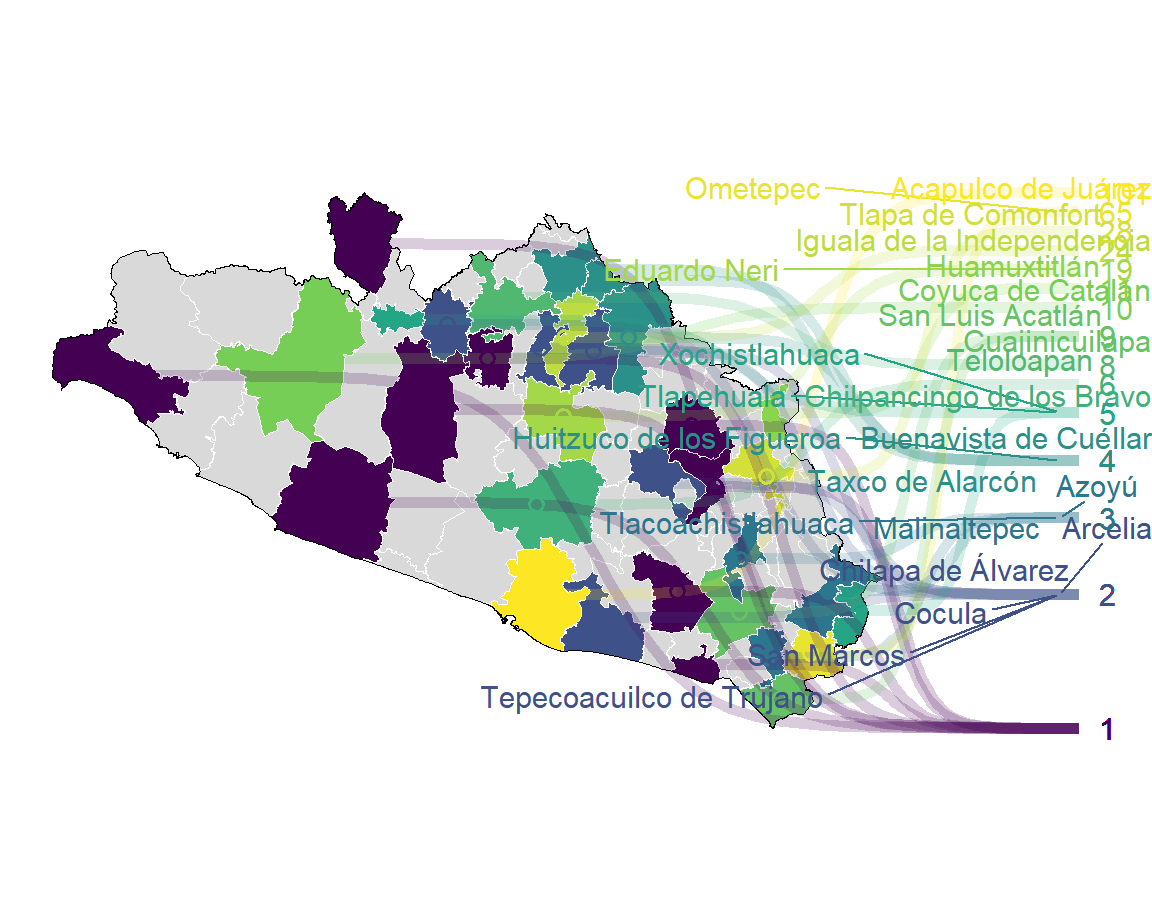 Ometepec
Acapulco de Juárez
Tlapa de Comonfort
65
Iguala de la Independencia
28
24
Eduardo Neri
Huamuxtitlán
19
Coyuca de Catalán
11
San Luis Acatlán
10
Cuajinicuilapa
9
Xochistlahuaca
Teloloapan
8
6
Tlapehuala
Chilpancingo de los Bravo
5
Huitzuco de los Figueroa
Buenavista de Cuéllar
4
Taxco de Alarcón
Azoyú
Tlacoachistlahuaca
Malinaltepec
3
Arcelia
Chilapa de Álvarez
2
Cocula
San Marcos
Tepecoacuilco de Trujano
1